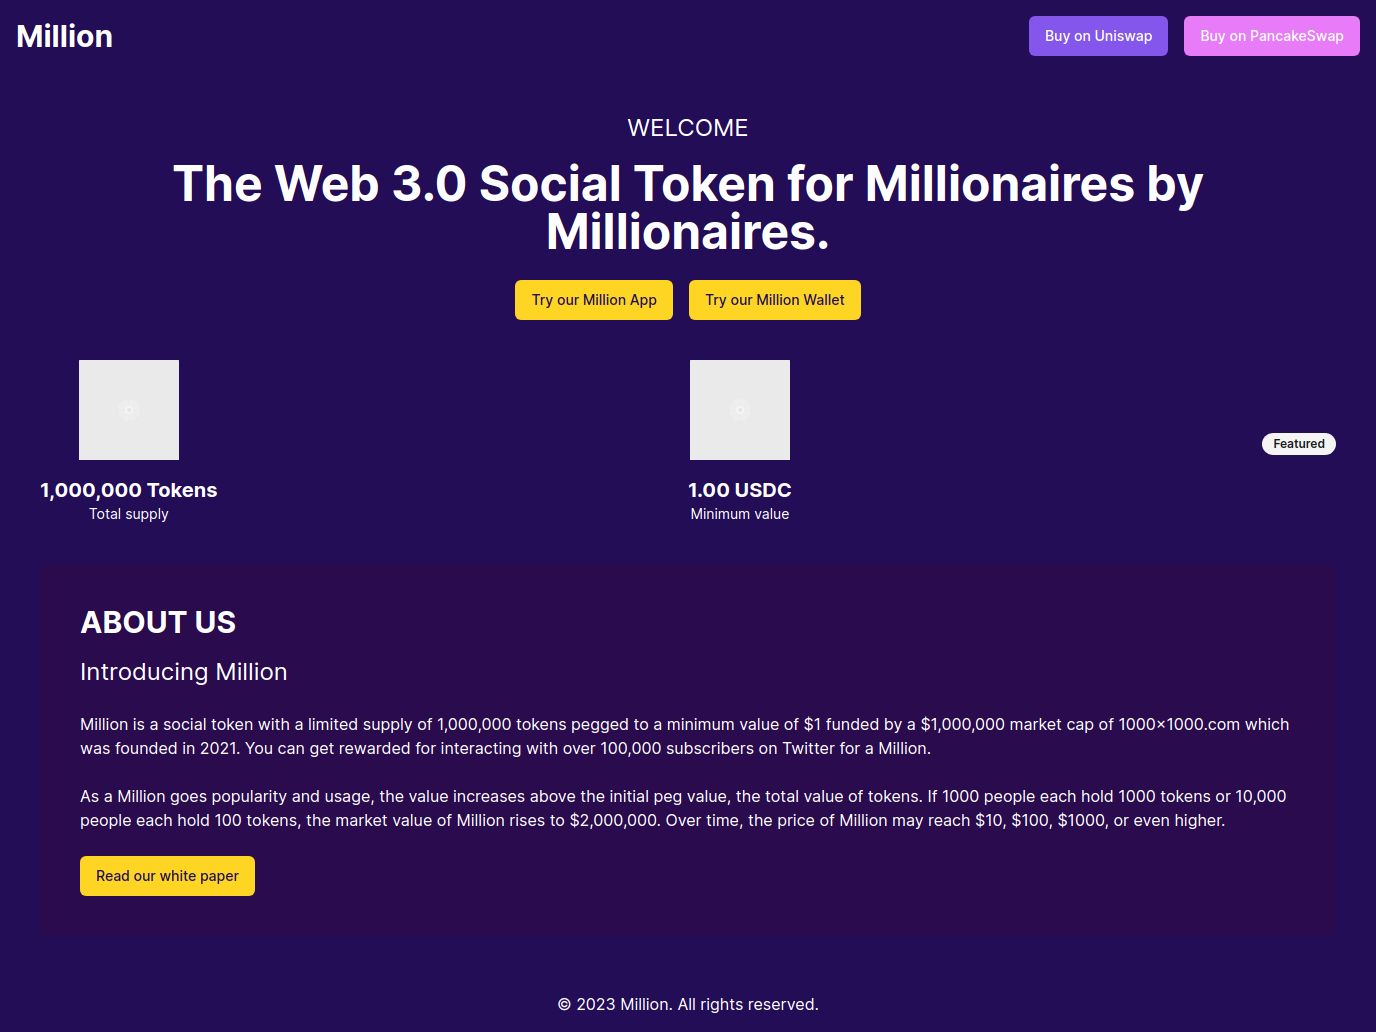 Million
Buy on Uniswap
Buy on PancakeSwap
WELCOME
The Web 3.0 Social Token for Millionaires by
Millionaires.
Try our Million App
Try our Million Wallet
Featured
1,000,000 Tokens
Total supply
1.00 USDC
Minimum value
ABOUT US
Introducing Million
Million is a social token with a limited supply of 1,000,000 tokens pegged to a minimum value of $1 funded by a $1,000,000 market cap of 1000×1000.com which
was founded in 2021. You can get rewarded for interacting with over 100,000 subscribers on Twitter for a Million.
As a Million goes popularity and usage, the value increases above the initial peg value, the total value of tokens. If 1000 people each hold 1000 tokens or 10,000
people each hold 100 tokens, the market value of Million rises to $2,000,000. Over time, the price of Million may reach $10, $100, $1000, or even higher.
Read our white paper
© 2023 Million. All rights reserved.